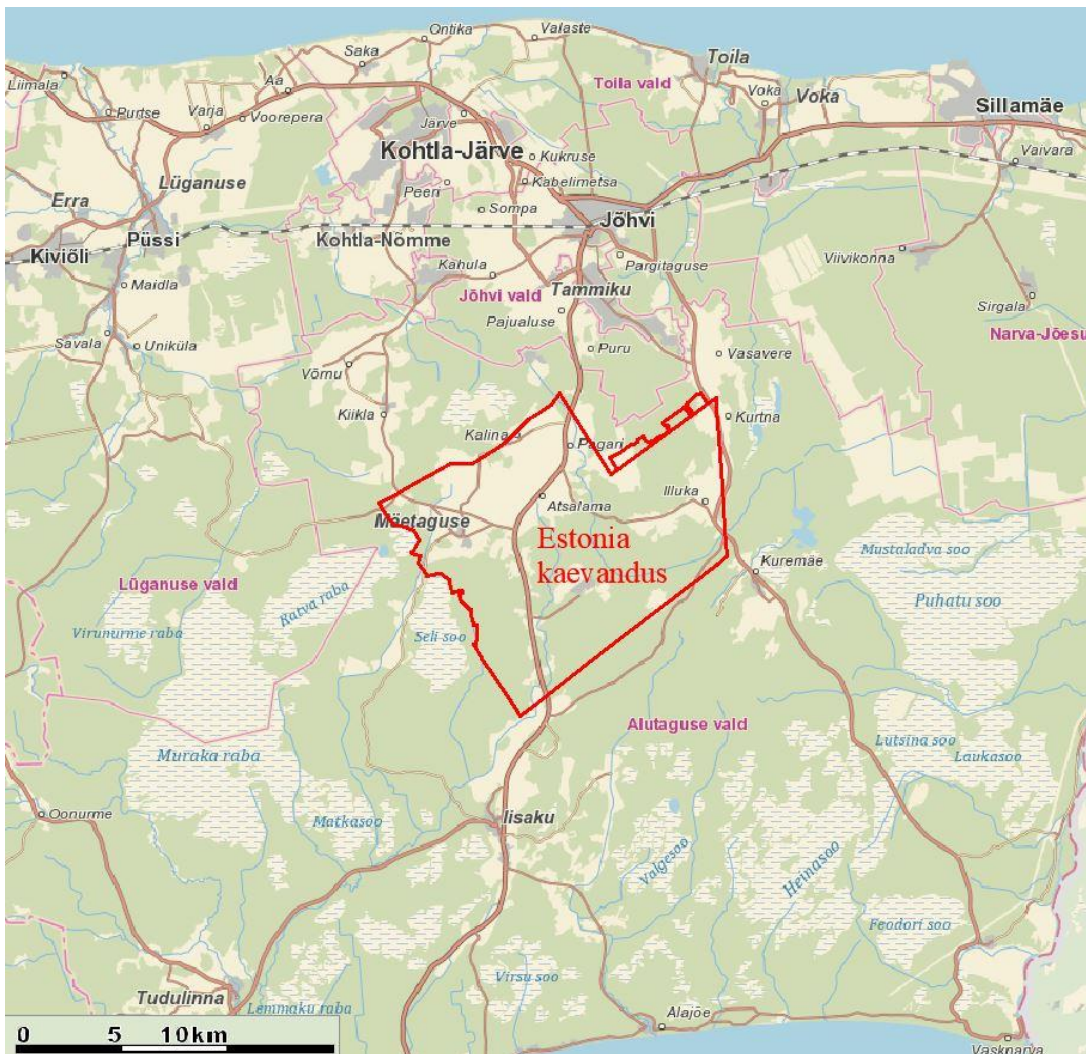 Ontika
Valaste
Saka
Toila
Liimala
Aa
Toila vald
Purtse
Varja
Voorepera
Järve
Voka
Voka
Sillamäe
Kohtla-Järve
Kukruse
Vaivara
Lüganuse
Peeri
Kabelimetsa
Erra
Sompa
Jõhvi
Püssi
Kohtla-Nõmme
Kiviõli
Pargitaguse
Viivikonna
Kahula
Maidla
Jõhvi vald
Tammiku
Sirgala
Pajualuse
Savala
Uniküla
Puru
Vasavere
Narva-Jõesu
Võrnu
Kiikla
Kurtna
Kalina
Pagari
Illuka
Atsalama
Mäetaguse
Estonia
kaevandus
Mustaladva soo
Kuremäe
Lüganuse vald
Ratva raba
Puhatu soo
Virunurme raba
Seli soo
Alutaguse vald
Lutsina soo
Muraka raba
Laukasoo
Oonurme
Matkasoo
Iisaku
Valgesoo
Heinasoo
Feodori soo
Virsu soo
Tudulinna
Lemmaku raba
Alajõe
0 5 10km
Vasknarva